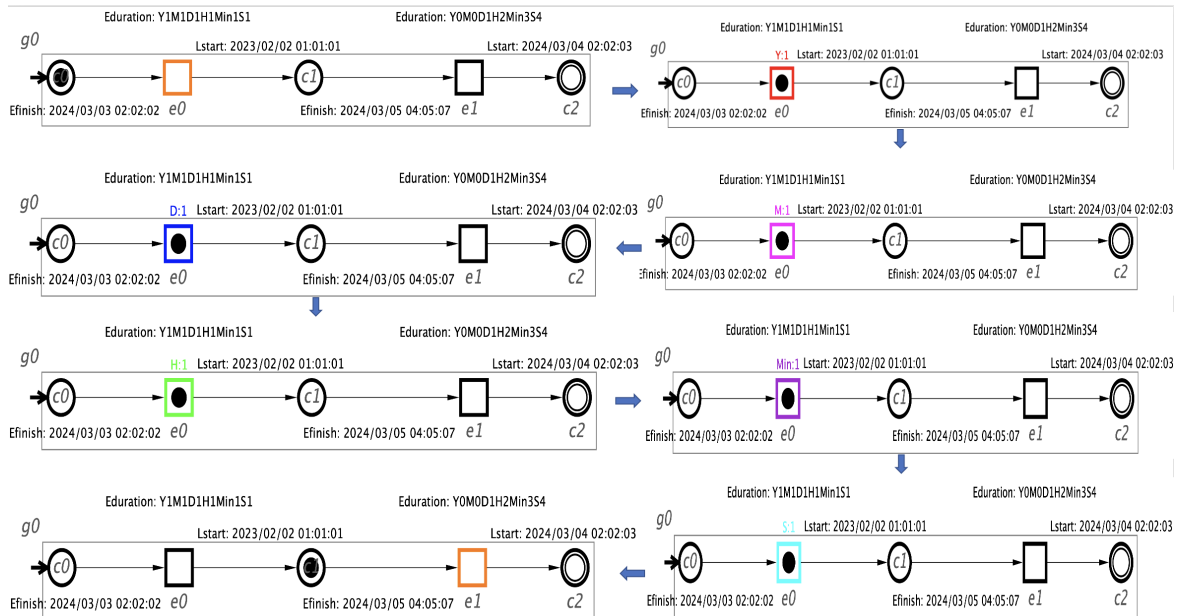 Eduration: Y1M1D1H1Min1S1 Eduration: Y0M0D1H2Min3S4
g0 Lstart: 2023/02/02 01:01:01 Lstart: 2024/03/04 02:02:03
c0 c1
Efinish: 2024/03/03 02:02:02 e0 Efinish: 2024/03/05 04:05:07 e1 c2
Eduration: Y1M1D1H1Min1S1 Eduration: Y0M0D1H2Min3S4
g0 Y:1 Lstart: 2023/02/02 01:01:01 Lstart: 2024/03/04 02:02:03
c0 c1
Efinish: 2024/03/03 02:02:02 e0 Efinish: 2024/03/05 04:05:07 e1 c2
Eduration: Y1M1D1H1Min1S1 Eduration: Y0M0D1H2Min3S4
g0 D:1 Lstart: 2023/02/02 01:01:01 Lstart: 2024/03/04 02:02:03
c0 c1
Efinish: 2024/03/03 02:02:02 e0 Efinish: 2024/03/05 04:05:07 e1 c2
Eduration: Y1M1D1H1Min1S1 Eduration: Y0M0D1H2Min3S4
g0 M:1 Lstart: 2023/02/02 01:01:01 Lstart: 2024/03/04 02:02:03
c0 c1
Efinish: 2024/03/03 02:02:02 e0 Efinish: 2024/03/05 04:05:07 e1 c2
Eduration: Y1M1D1H1Min1S1 Eduration: Y0M0D1H2Min3S4
g0 H:1 Lstart: 2023/02/02 01:01:01 Lstart: 2024/03/04 02:02:03
c0 c1
Efinish: 2024/03/03 02:02:02 e0 Efinish: 2024/03/05 04:05:07 e1 c2
Eduration: Y1M1D1H1Min1S1 Eduration: Y0M0D1H2Min3S4
g0 Min:1 Lstart: 2023/02/02 01:01:01 Lstart: 2024/03/04 02:02:03
c0 c1
Efinish: 2024/03/03 02:02:02 e0 Efinish: 2024/03/05 04:05:07 e1 c2
Eduration: Y1M1D1H1Min1S1 Eduration: Y0M0D1H2Min3S4
g0 Lstart: 2023/02/02 01:01:01 Lstart: 2024/03/04 02:02:03
c0 c1
Efinish: 2024/03/03 02:02:02 e0 Efinish: 2024/03/05 04:05:07 e1 c2
Eduration: Y1M1D1H1Min1S1 Eduration: Y0M0D1H2Min3S4
g0 S:1 Lstart: 2023/02/02 01:01:01 Lstart: 2024/03/04 02:02:03
c0 c1
Efinish: 2024/03/03 02:02:02 e0 Efinish: 2024/03/05 04:05:07 e1 c2